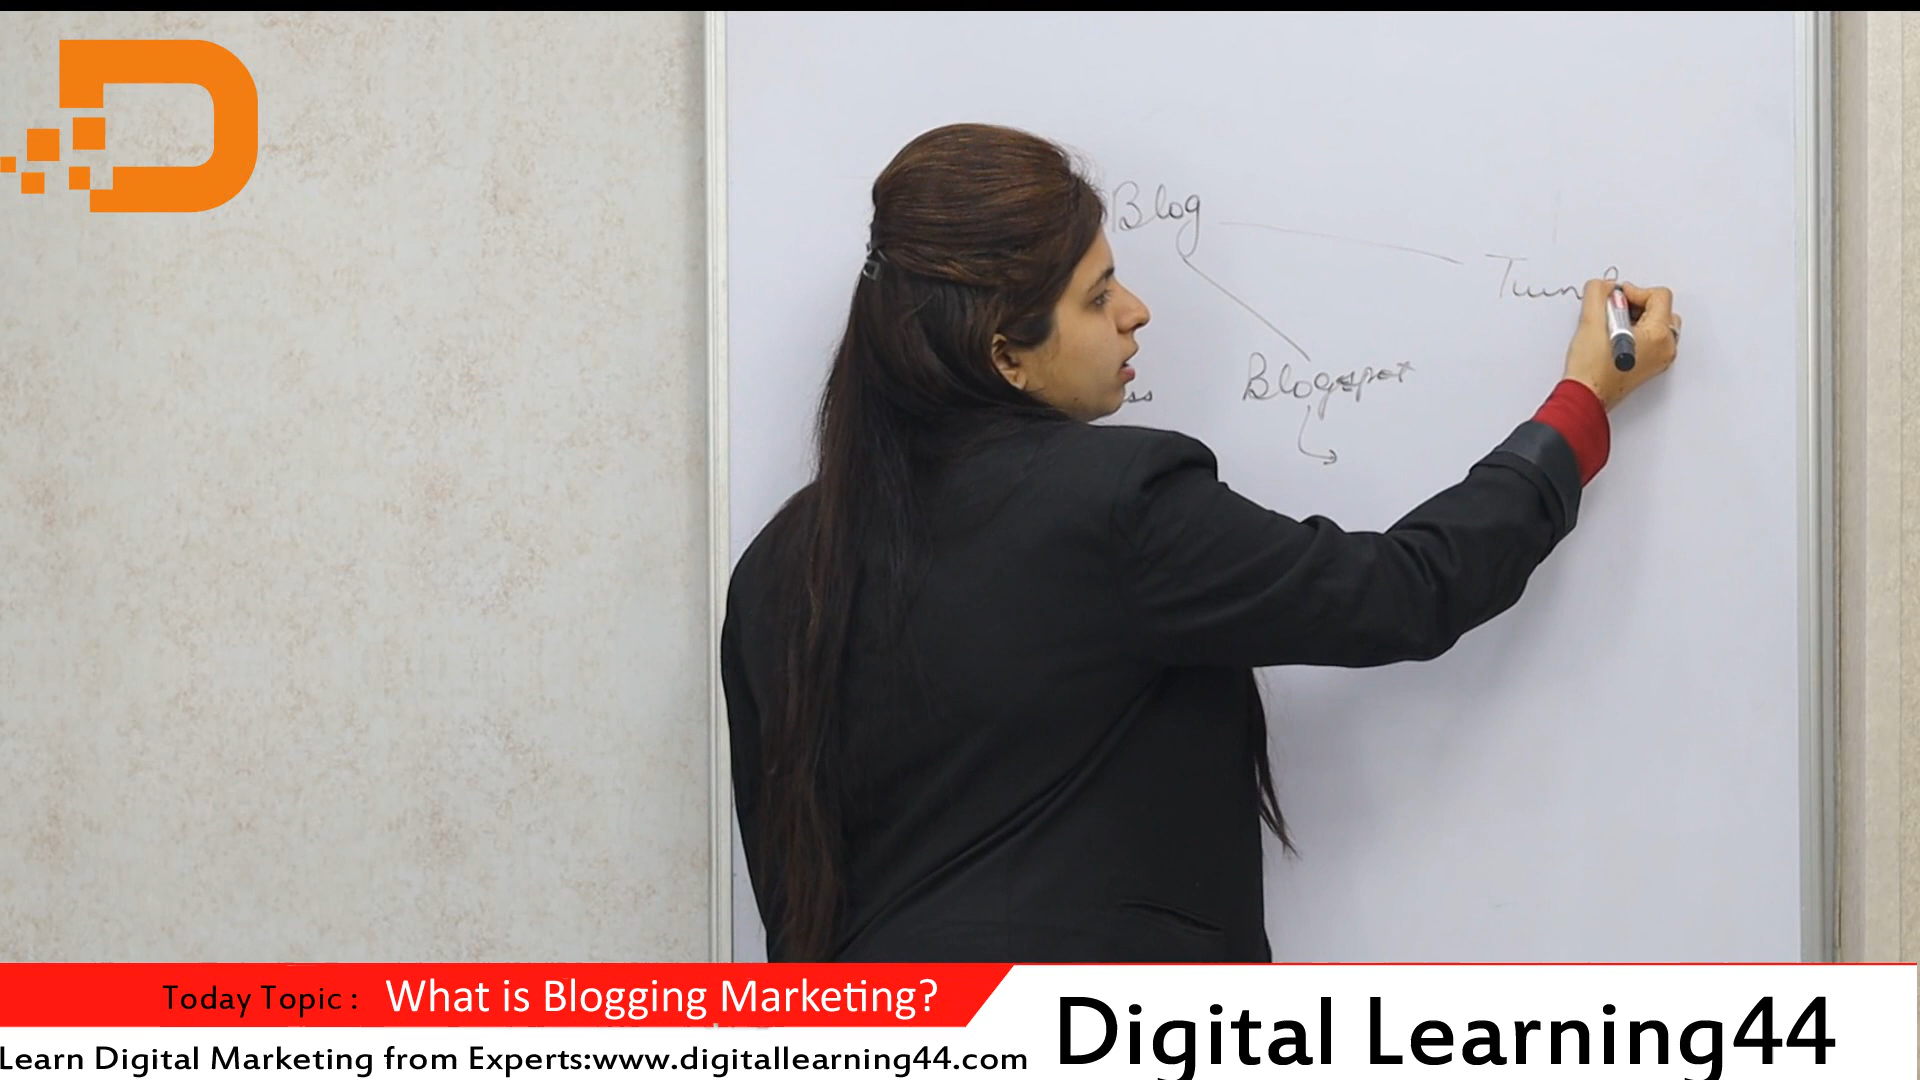 Blog
Blogspot
Today Topic : What is Blogging Marketing?
Learn Digital Marketing from Experts:www.digitallearning44.com
Digital Learning44